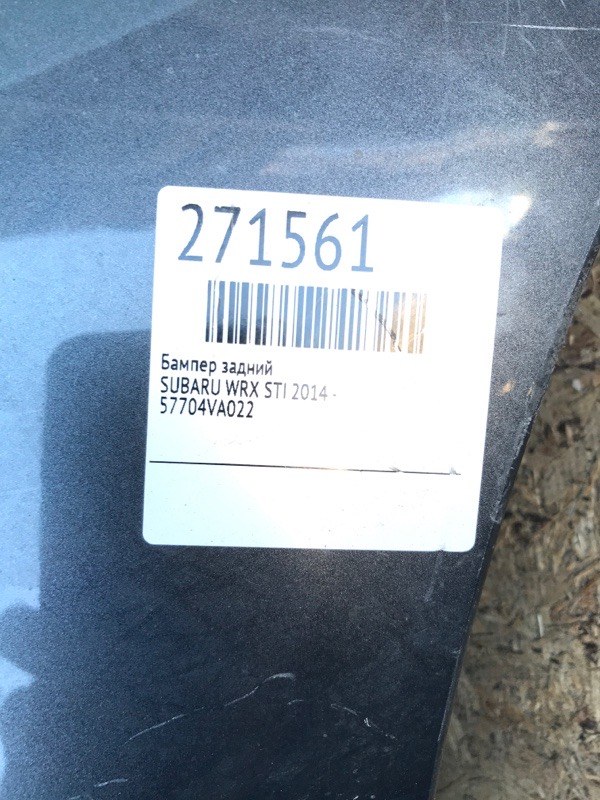 271561
Бампер задний
SUBARU WRX STI 2014 -
57704VA022